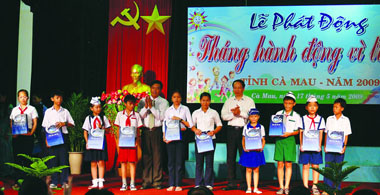 Lễ Phát Động
Tháng hành động vì
TỈNH CÀ MAU - NĂM 2009
Cà Mau, ngày 17 tháng 5 năm 2009